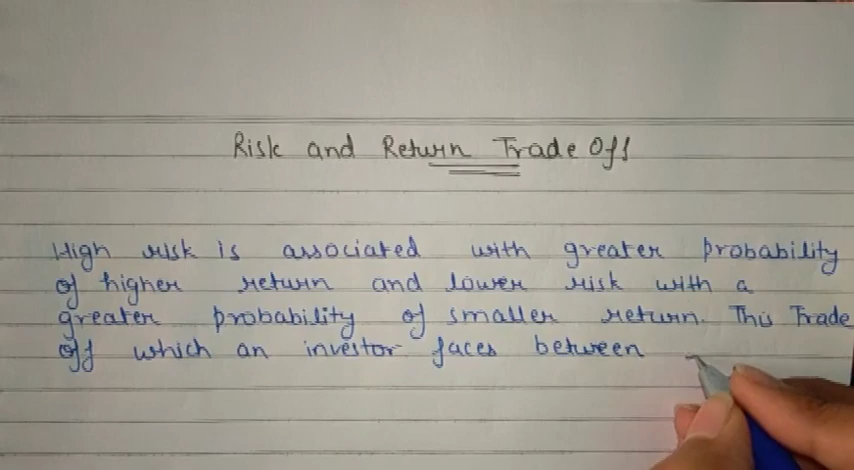 Risk and Return Trade Off
High risk is associated with greater probability
of higher return and lower risk with a
greater probability of smaller return. This Trade
off which an investor faces between